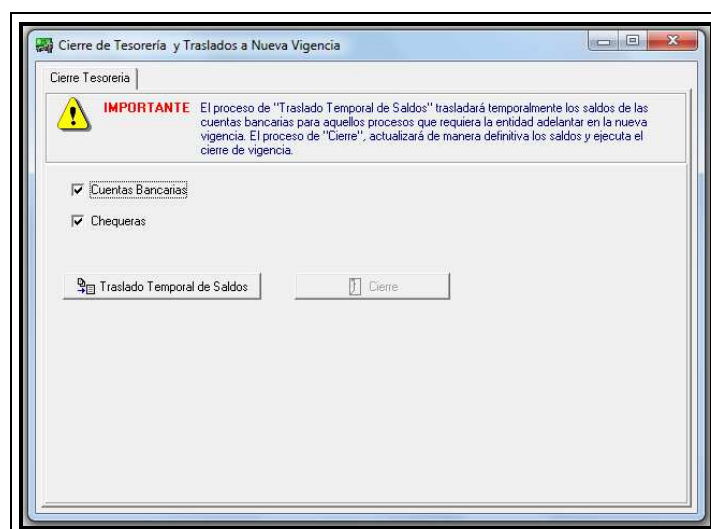 Cierre de Tesorería y Traslados a Nueva Vigencia
Cierre Tesoreria
IMPORTANTE El proceso de "Traslado Temporal de Saldos" trasladará temporalmente los saldos de las
cuentas bancarias para aquellos procesos que requiera la entidad adelantar en la nueva
vigencia. El proceso de "Cierre", actualizará de manera definitiva los saldos y ejecuta el
cierre de vigencia.
Cuentas Bancarias
Chequeras
Traslado Temporal de Saldos Cierre